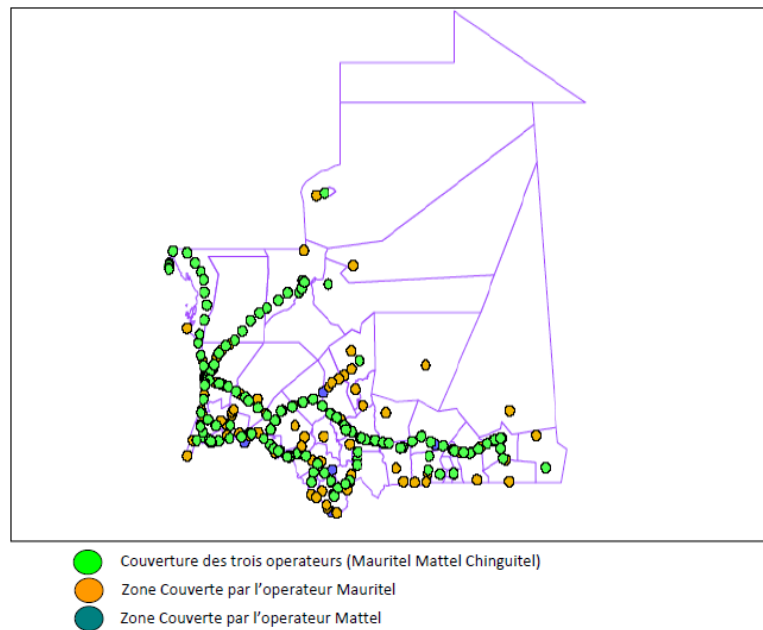 Couverture des trois operateurs (Mauritel Mattel Chinguitel)
Zone Couverte par l'operateur Mauritel
Zone Couverte par l'operateur Mattel